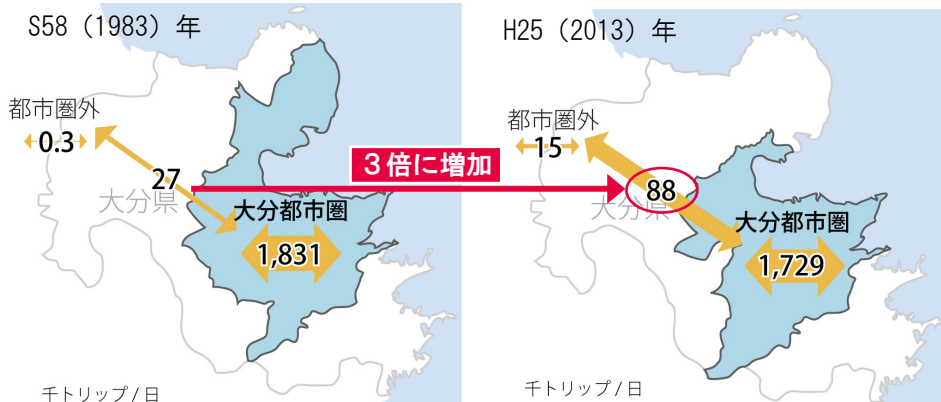 S58（1983）年
都市圏外
0.3
27
大分県
大分都市圏
1,831
千トリップ/日
３倍に増加
H25（2013）年
都市圏外
15
88
大分県
大分都市圏
1,729
千トリップ/日